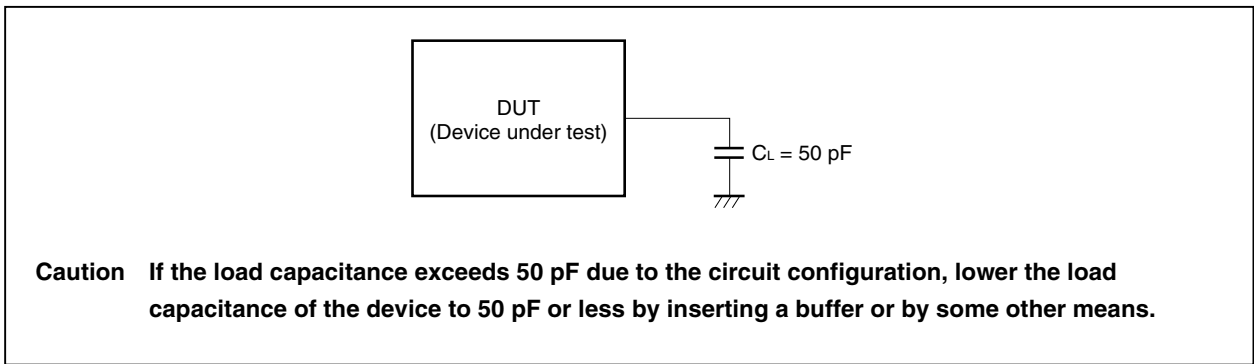 DUT
(Device under test)
CL = 50 pF
Caution If the load capacitance exceeds 50 pF due to the circuit configuration, lower the load
capacitance of the device to 50 pF or less by inserting a buffer or by some other means.